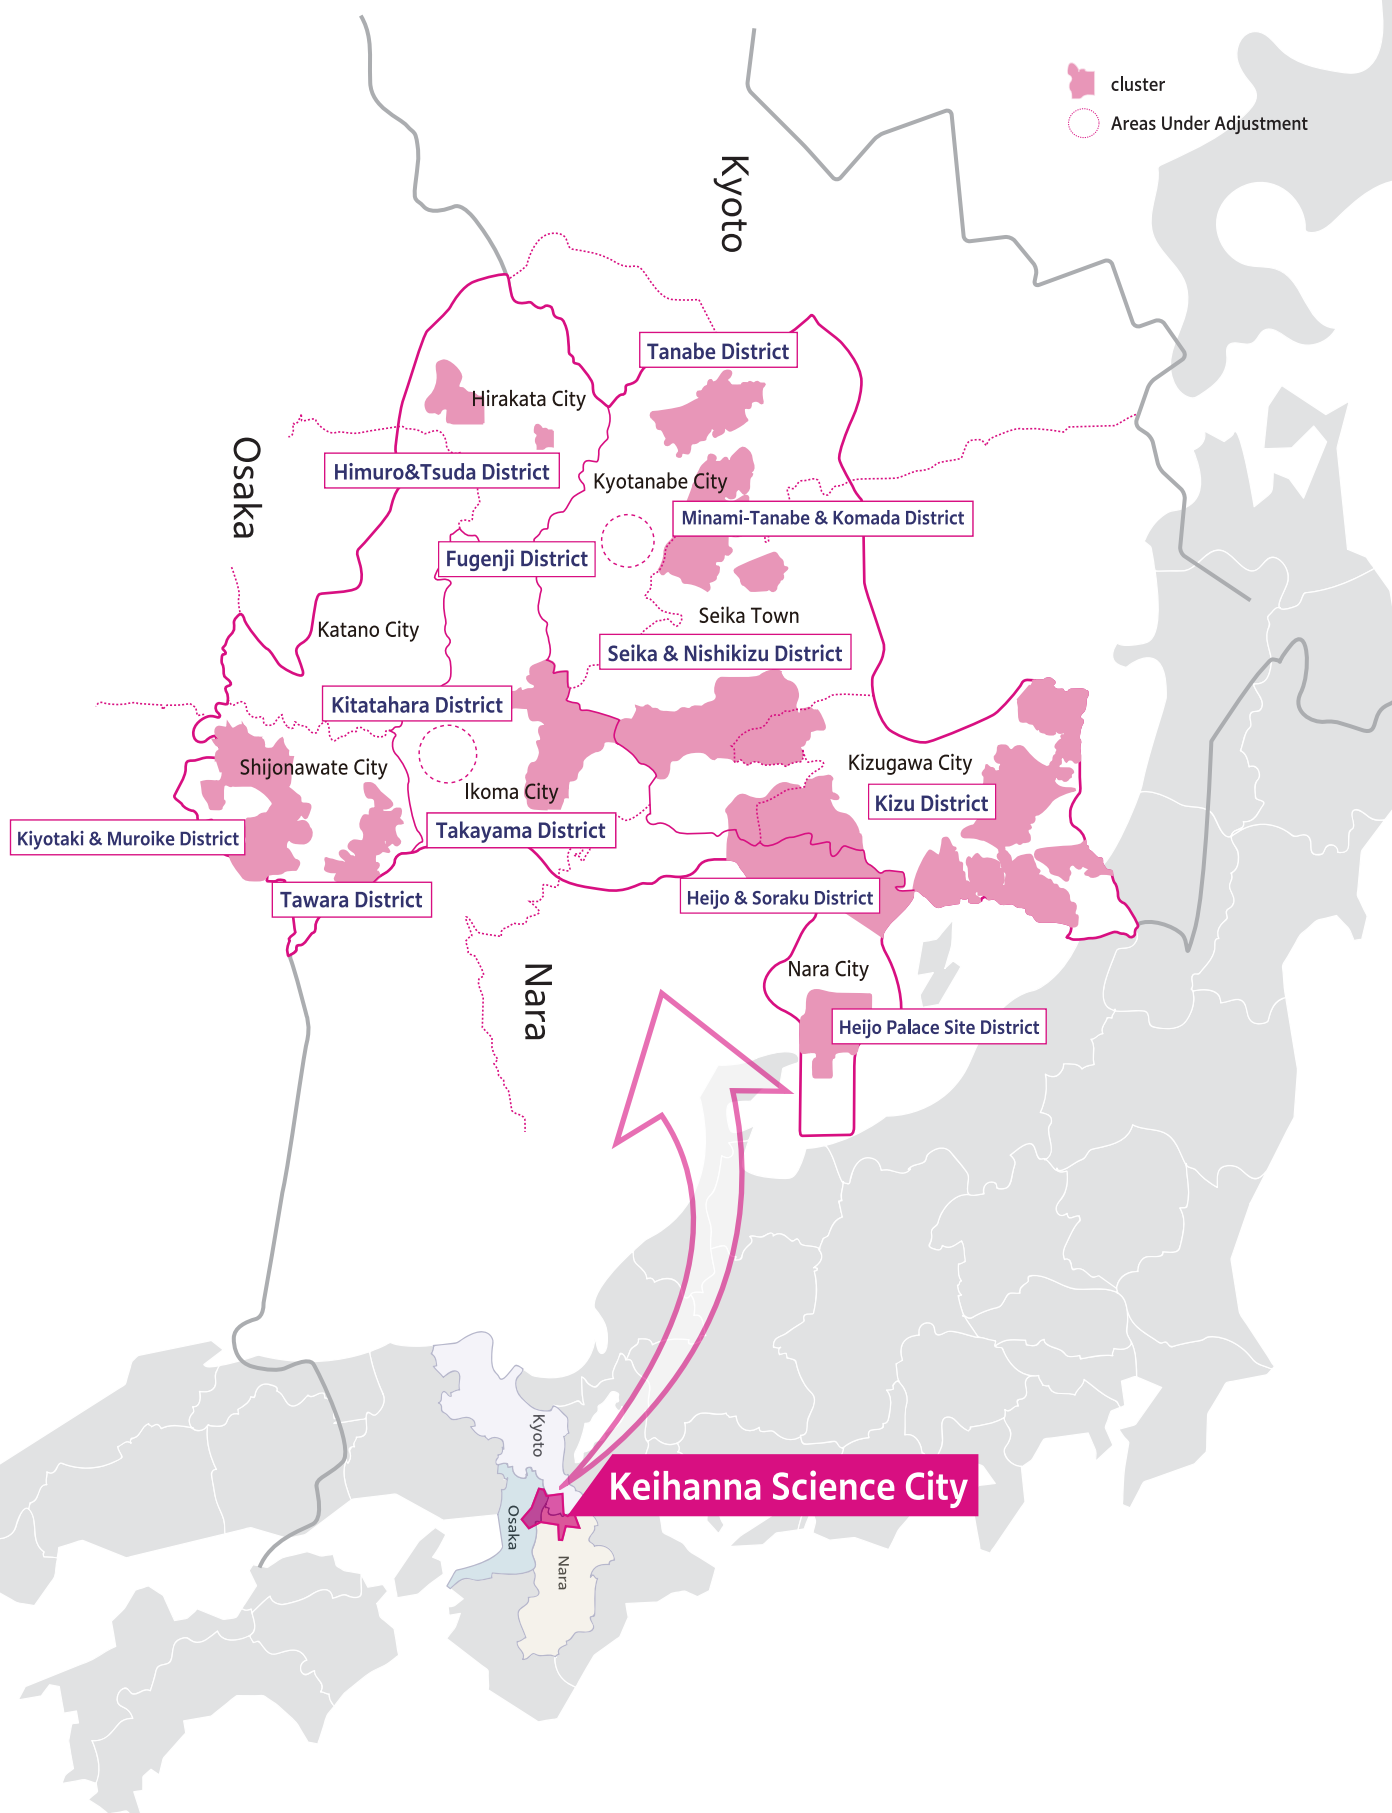 cluster
Areas Under Adjustment
Kyoto
Tanabe District
Hirakata City
Osaka
Himuro&Tsuda District
Kyotanabe City
Minami-Tanabe & Komada District
Fugenji District
Seika Town
Katano City
Seika & Nishikizu District
Kitatahara District
Shijonawate City
Kizugawa City
Ikoma City
Kizu District
Kiyotaki & Muroike District
Takayama District
Tawara District
Heijo & Soraku District
Nara
Nara City
Heijo Palace Site District
Kyoto
Keihanna Science City
Osaka
Nara